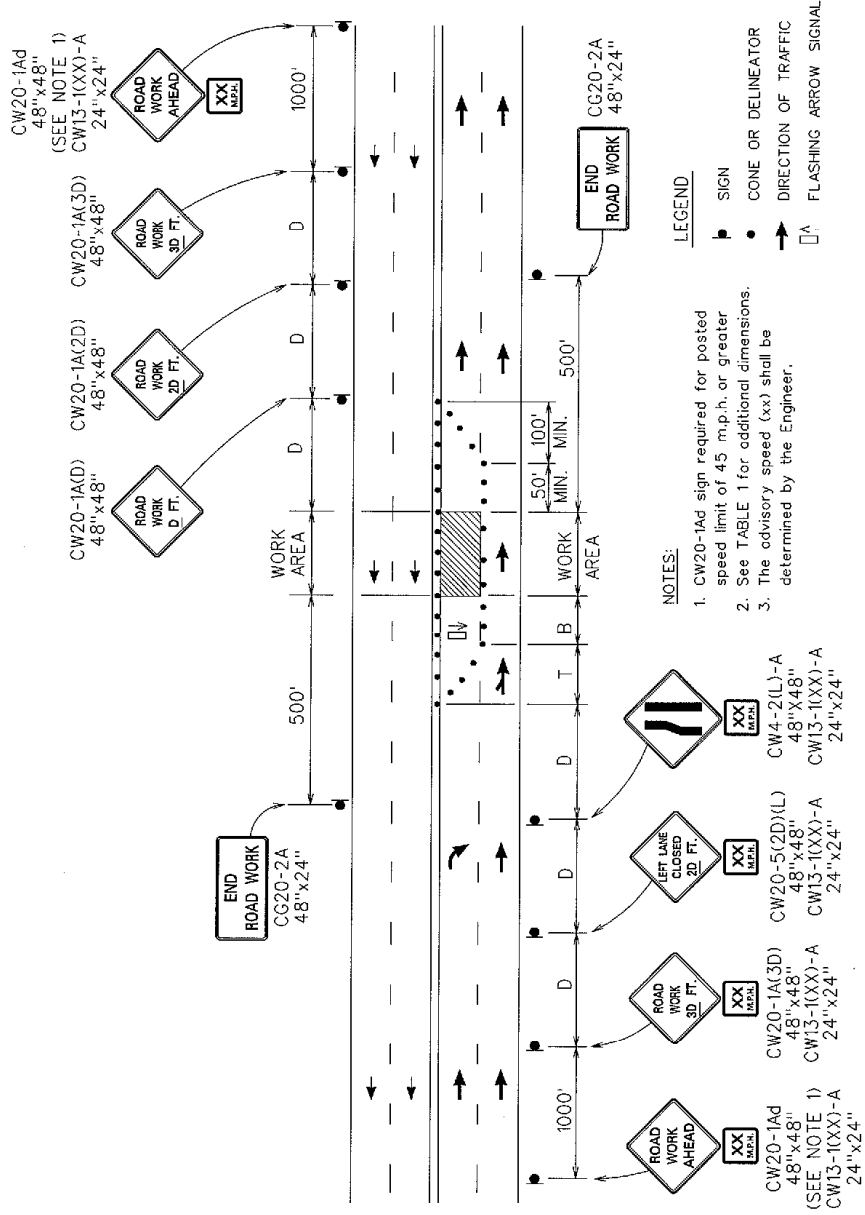 CW20-1Ad
48"x48"
(SEE NOTE 1)
CW13-1(XX)-A
24"x24"
ROAD
WORK
AHEAD
XX
M.P.H.
1000'
CW20-1A(3D)
48"x48"
ROAD
WORK
3D FT.
D
CW20-1A(2D)
48"x48"
ROAD
WORK
2D FT.
D
CW20-1A(D)
48"x48"
ROAD
WORK
D FT.
D
WORK
AREA
500'
END
ROAD WORK
CG20-2A
48"x24"
CG20-2A
48"x24"
END
ROAD WORK
500'
100'
MIN.
50'
MIN.
WORK
AREA
B
T
D
D
D
1000'
XX
M.P.H.
CW4-2(L)-A
48"X48"
CW13-1(XX)-A
24"x24"
LEFT LANE
CLOSED
2D FT.
XX
M.P.H.
CW20-5(2D)(L)
48"x48"
CW13-1(XX)-A
24"x24"
ROAD
WORK
3D FT.
XX
M.P.H.
CW20-1A(3D)
48"x48"
CW13-1(XX)-A
24"x24"
ROAD
WORK
AHEAD
XX
M.P.H.
CW20-1Ad
48"x48"
(SEE NOTE 1)
CW13-1(XX)-A
24"x24"
LEGEND
SIGN
CONE OR DELINEATOR
DIRECTION OF TRAFFIC
FLASHING ARROW SIGNAL
NOTES:
1. CW20-1Ad sign required for posted
speed limit of 45 m.p.h. or greater
2. See TABLE 1 for additional dimensions.
3. The advisory speed (xx) shall be
determined by the Engineer.